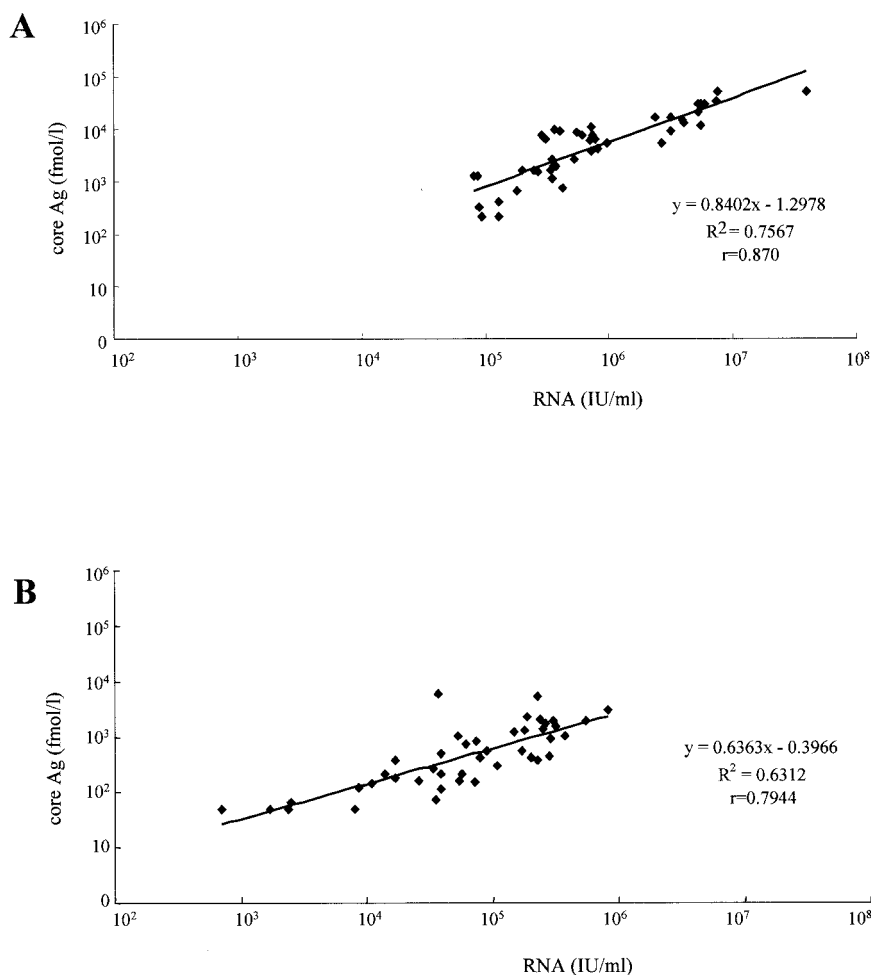 A
10⁶
10⁵
10⁴
10³
10²
10
0
core Ag (fmol/l)
y = 0.8402x - 1.2978
R² = 0.7567
r=0.870
10² 10³ 10⁴ 10⁵ 10⁶ 10⁷ 10⁸
RNA (IU/ml)
B
10⁶
10⁵
10⁴
10³
10²
10
0
core Ag (fmol/l)
y = 0.6363x - 0.3966
R² = 0.6312
r=0.7944
10² 10³ 10⁴ 10⁵ 10⁶ 10⁷ 10⁸
RNA (IU/ml)